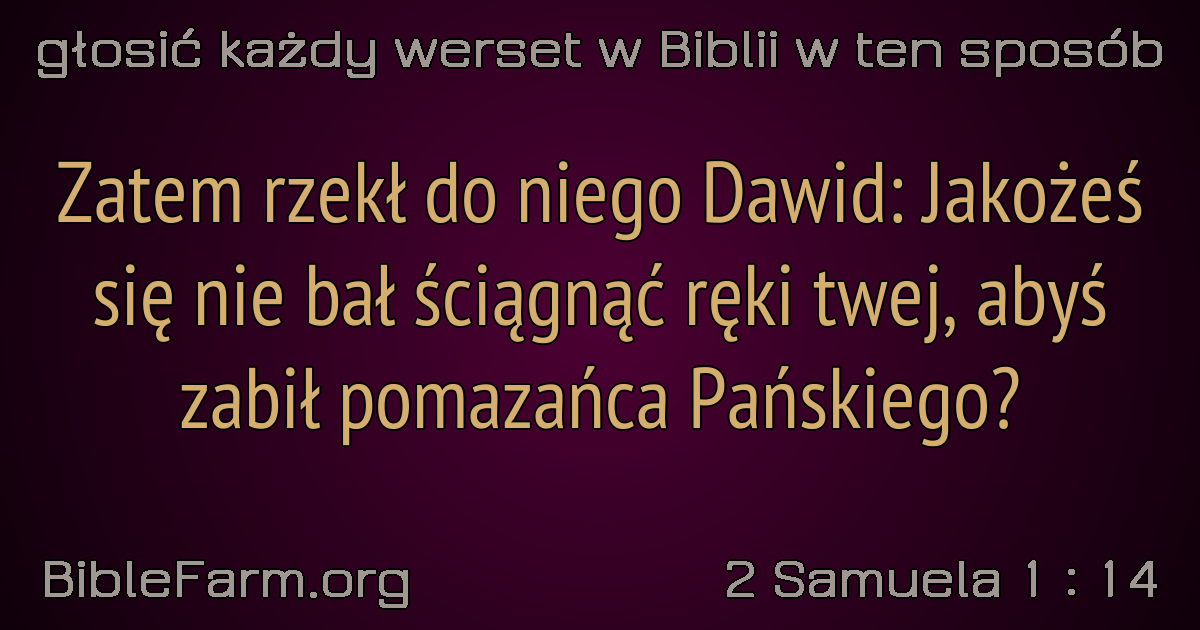 głosić każdy werset w Biblii w ten sposób
Zatem rzekł do niego Dawid: Jakożeś
się nie bał ściągnąć ręki twej, abyś
zabił pomazańca Pańskiego?
BibleFarm.org
2 Samuela 1 : 14